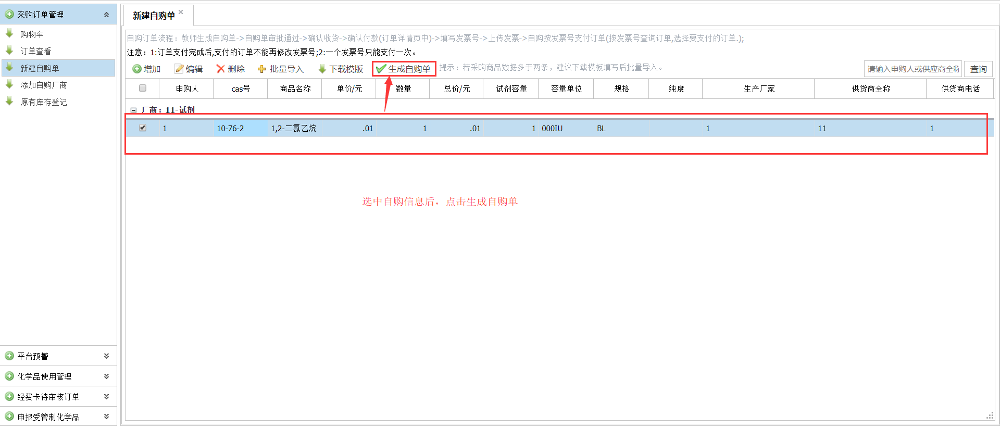 采购订单管理
购物车
订单查看
新建自购单
添加自购厂商
原有库存登记
平台预警
化学品使用管理
经费卡待审核订单
申报受管制化学品
新建自购单
自购订单流程：教师生成自购单->自购单审批通过->确认收货->确认付款(订单详情页中)->填写发票号->上传发票->自购按发票号支付订单(按发票号查询订单,选择要支付的订单.);
注意：1:订单支付完成后,支付的订单不能再修改发票号;2:一个发票号只能支付一次。
增加 编辑 删除 批量导入 下载模版 生成自购单 提示：若采购商品数据多于两条，建议下载模板填写后批量导入。 请输入申购人或供应商全称 查询
申购人 cas号 商品名称 单价/元 数量 总价/元 试剂容量 容量单位 规格 纯度 生产厂家 供货商全称 供货商电话
厂商：11-试剂
1 10-76-2 1,2-二氯乙烷 .01 1 .01 1 000IU BL 1 11 1
选中自购信息后，点击生成自购单